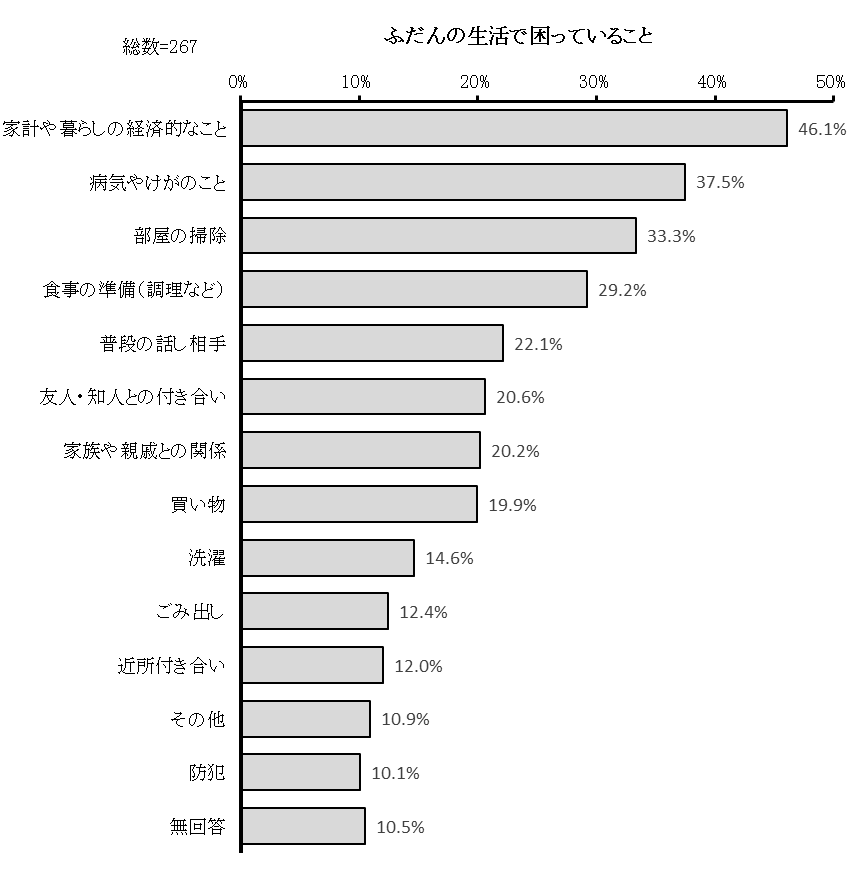 ふだんの生活で困っていること
総数=267
0% 10% 20% 30% 40% 50%
家計や暮らしの経済的なこと 46.1%
病気やけがのこと 37.5%
部屋の掃除 33.3%
食事の準備(調理など) 29.2%
普段の話し相手 22.1%
友人・知人との付き合い 20.6%
家族や親戚との関係 20.2%
買い物 19.9%
洗濯 14.6%
ごみ出し 12.4%
近所付き合い 12.0%
その他 10.9%
防犯 10.1%
無回答 10.5%